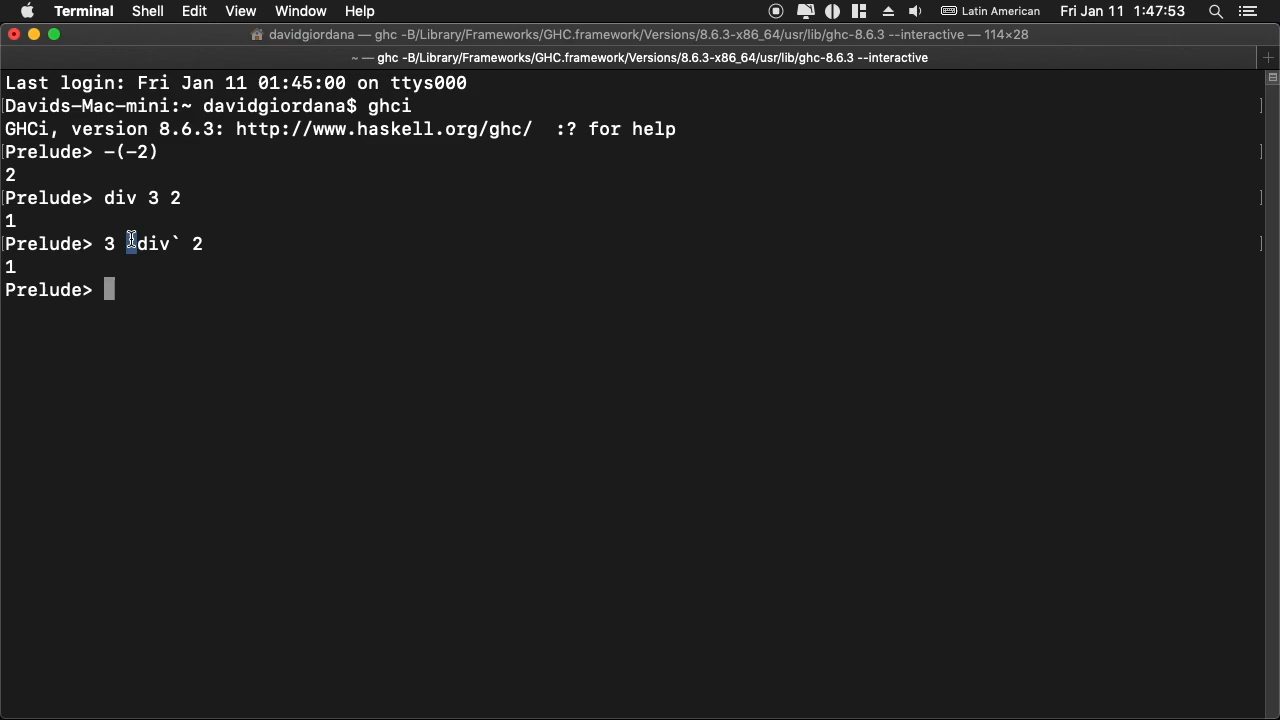 Terminal Shell Edit View Window Help Latin American Fri Jan 11 1:47:53
davidgiordana — ghc -B/Library/Frameworks/GHC.framework/Versions/8.6.3-x86_64/usr/lib/ghc-8.6.3 --interactive — 114×28
~ — ghc -B/Library/Frameworks/GHC.framework/Versions/8.6.3-x86_64/usr/lib/ghc-8.6.3 --interactive +
Last login: Fri Jan 11 01:45:00 on ttys000
[Davids-Mac-mini:~ davidgiordana$ ghci ]
GHCi, version 8.6.3: http://www.haskell.org/ghc/  :? for help
[Prelude> -(-2) ]
2
[Prelude> div 3 2 ]
1
[Prelude> 3 `div` 2 ]
1
Prelude>